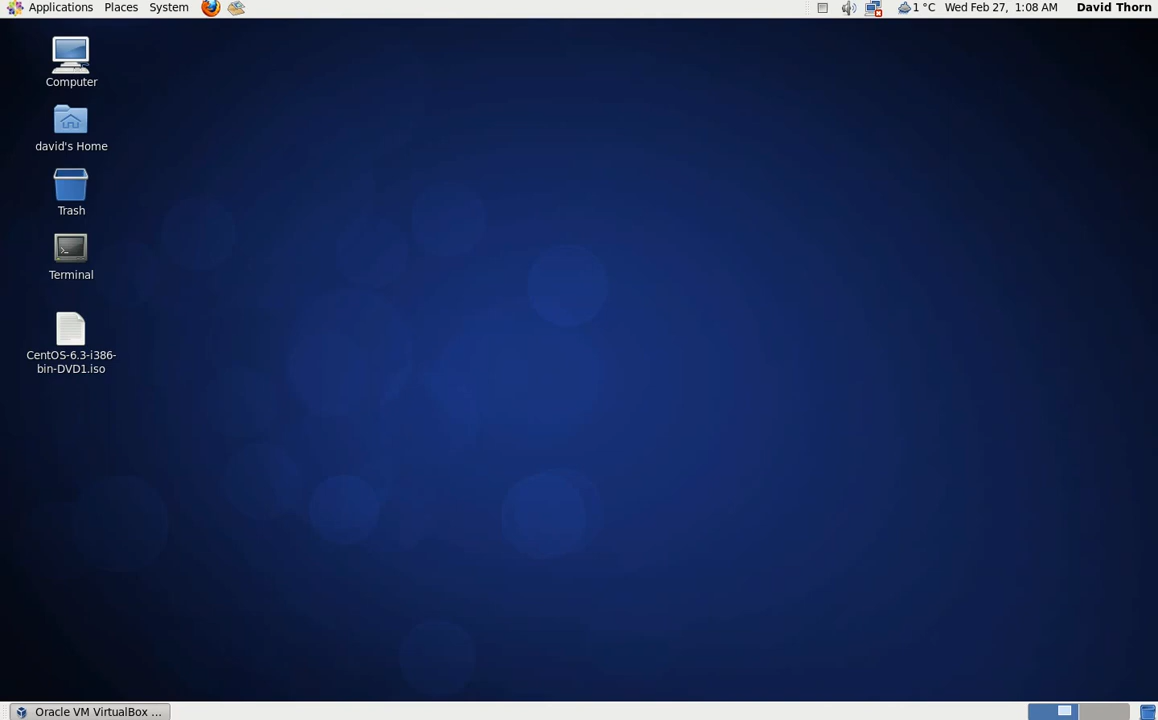 Applications Places System 1 °C Wed Feb 27, 1:08 AM David Thorn
Computer
david's Home
Trash
Terminal
CentOS-6.3-i386-
bin-DVD1.iso
Oracle VM VirtualBox ...